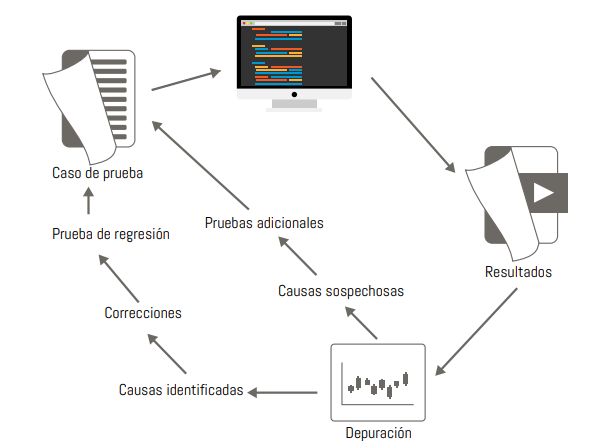 Caso de prueba
Prueba de regresión
Pruebas adicionales
Resultados
Causas sospechosas
Correcciones
Causas identificadas
Depuración